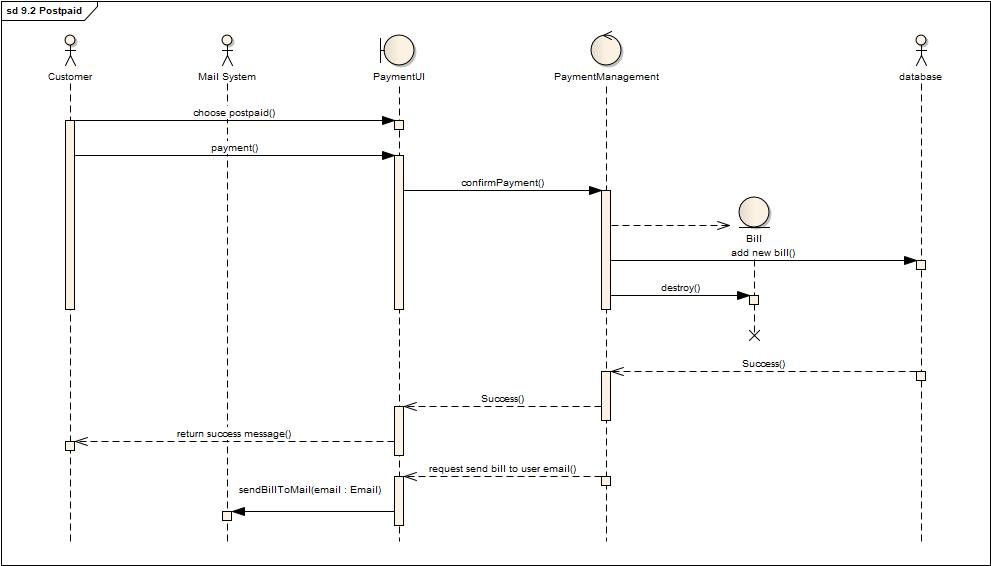 sd 9.2 Postpaid
Customer
Mail System
PaymentUI
PaymentManagement
database
choose postpaid()
payment()
confirmPayment()
Bill
add new bill()
destroy()
Success()
Success()
return success message()
request send bill to user email()
sendBillToMail(email : Email)